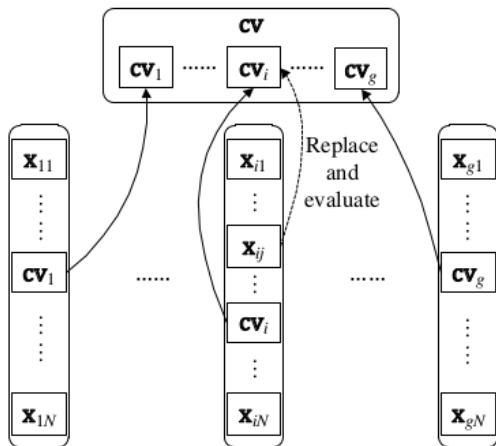 CV
CV1 ...... CVi ...... CVg
x11 xi1 xg1
Replace
and
evaluate
xij
CV1 ...... ...... CVg
CVi
x1N xiN xgN